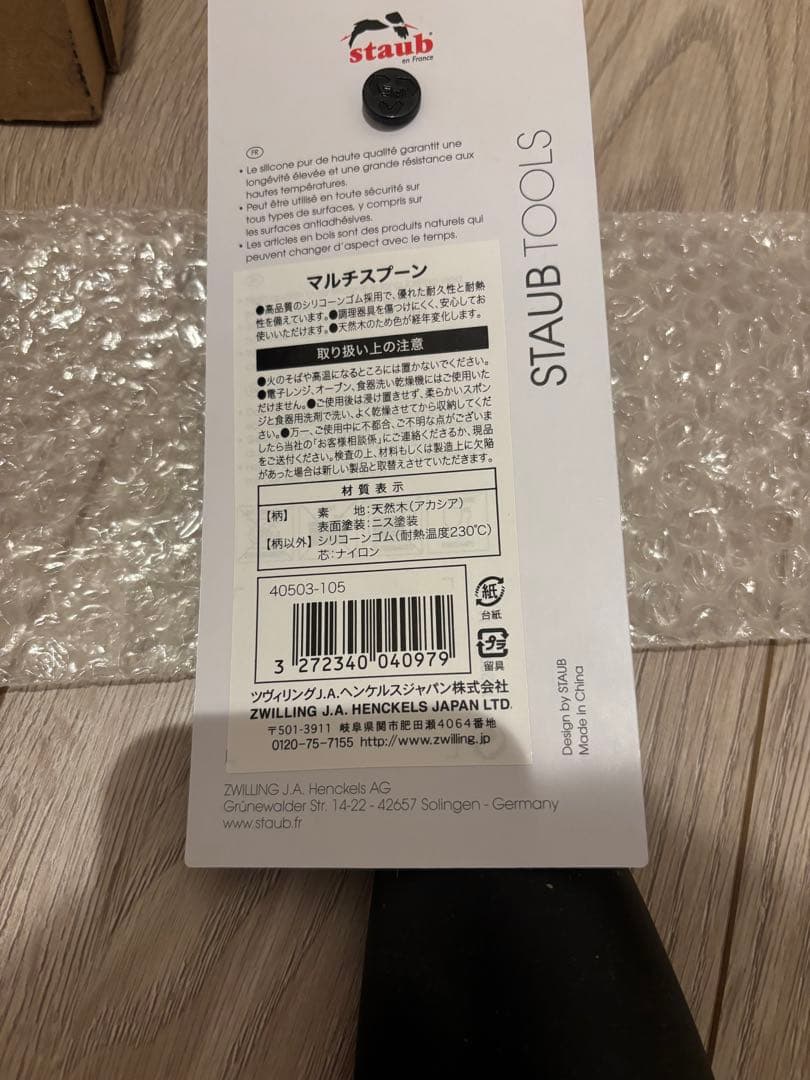 staub
en France
FR
• Le silicone pur de haute qualité garantit une
longévité élevée et une grande résistance aux
hautes températures.
• Peut être utilisé en toute sécurité sur
tous types de surfaces, y compris sur
les surfaces antiadhésives.
• Les articles en bois sont des produits naturels qui
peuvent changer d'aspect avec le temps.
STAUB TOOLS
マルチスプーン
●高品質のシリコーンゴム採用で、優れた耐久性と耐熱
性を備えています。●調理器具を傷つけにくく、安心してお
使いいただけます。●天然木のため色が経年変化します。
取り扱い上の注意
●火のそばや高温になるところには置かないでください。
●電子レンジ、オーブン、食器洗い乾燥機にはご使用いた
だけません。●ご使用後は浸け置きせず、柔らかいスポン
ジと食器用洗剤で洗い、よく乾燥させてから収納してくだ
さい。●万一、ご使用中に不都合、ご不明な点がございま
したら当社の「お客様相談係」にご連絡くださるか、現品
をご送付ください。検査の上、材料もしくは製造上に欠陥
があった場合は新しい製品と取替えさせていただきます。
材質表示
【柄】 素 地:天然木(アカシア)
表面塗装:ニス塗装
【柄以外】シリコーンゴム(耐熱温度230℃)
芯:ナイロン
40503-105
3 272340 040979
紙
台紙
プラ
留具
ツヴィリングJ.A.ヘンケルスジャパン株式会社
ZWILLING J.A. HENCKELS JAPAN LTD.
〒501-3911 岐阜県関市肥田瀬4064番地
0120-75-7155 http://www.zwilling.jp
Design by STAUB
Made in China
ZWILLING J.A. Henckels AG
Grünewalder Str. 14-22 - 42657 Solingen - Germany
www.staub.fr